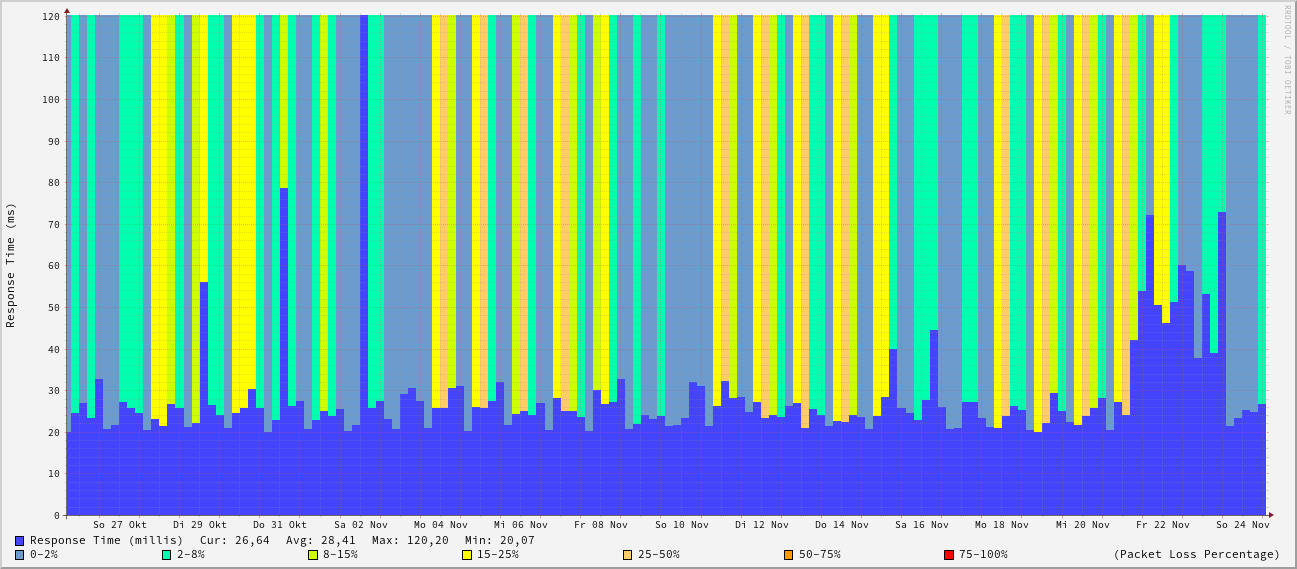 RRDTOOL / TOBI OETIKER
Response Time (ms)
120
110
100
90
80
70
60
50
40
30
20
10
0
So 27 Okt Di 29 Okt Do 31 Okt Sa 02 Nov Mo 04 Nov Mi 06 Nov Fr 08 Nov So 10 Nov Di 12 Nov Do 14 Nov Sa 16 Nov Mo 18 Nov Mi 20 Nov Fr 22 Nov So 24 Nov
Response Time (millis) Cur: 26,64 Avg: 28,41 Max: 120,20 Min: 20,07
0-2% 2-8% 8-15% 15-25% 25-50% 50-75% 75-100% (Packet Loss Percentage)